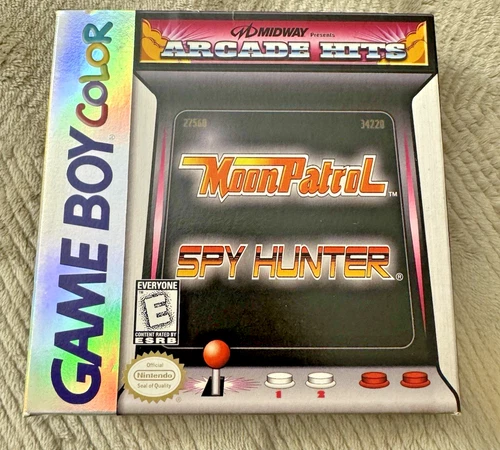 MIDWAY Presents
ARCADE HITS
GAME BOY COLOR
27560 34220
MoonPatrol™
SPY HUNTER®
EVERYONE
E
CONTENT RATED BY
ESRB
Official
Nintendo
Seal of Quality
1 2